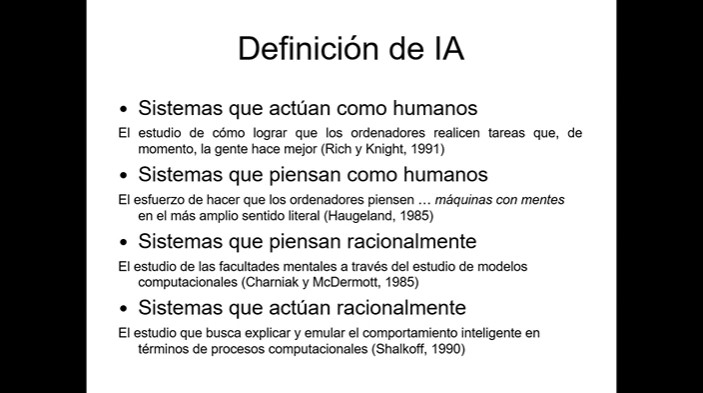 Definición de IA
• Sistemas que actúan como humanos
El estudio de cómo lograr que los ordenadores realicen tareas que, de
momento, la gente hace mejor (Rich y Knight, 1991)
• Sistemas que piensan como humanos
El esfuerzo de hacer que los ordenadores piensen … máquinas con mentes
en el más amplio sentido literal (Haugeland, 1985)
• Sistemas que piensan racionalmente
El estudio de las facultades mentales a través del estudio de modelos
computacionales (Charniak y McDermott, 1985)
• Sistemas que actúan racionalmente
El estudio que busca explicar y emular el comportamiento inteligente en
términos de procesos computacionales (Shalkoff, 1990)